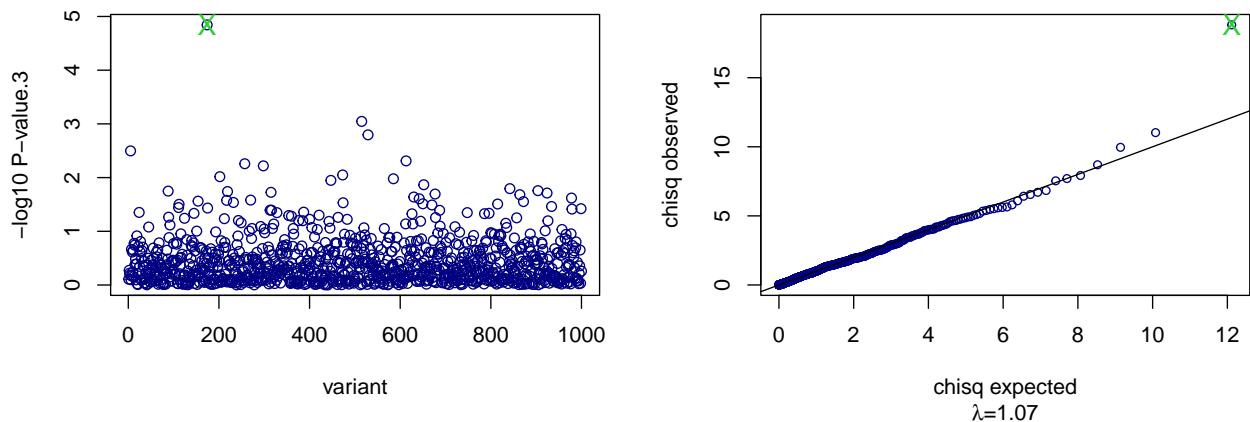 5
4
3
2
1
0
−log10 P−value.3
0 200 400 600 800 1000
variant
15
10
5
0
chisq observed
0 2 4 6 8 10 12
chisq expected
λ=1.07